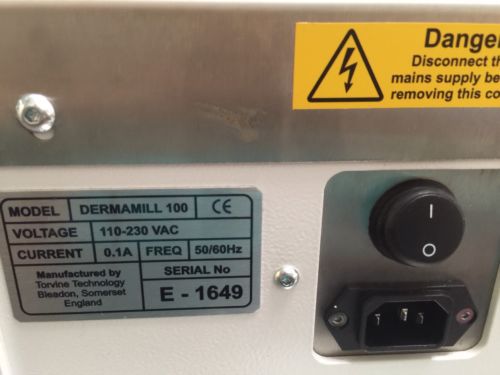 Danger
Disconnect th
mains supply be
removing this co
MODEL DERMAMILL 100 CE
VOLTAGE 110-230 VAC
CURRENT 0.1A FREQ 50/60Hz
Manufactured by
Torvine Technology
Bleadon, Somerset
England
SERIAL No
E - 1649
I
O